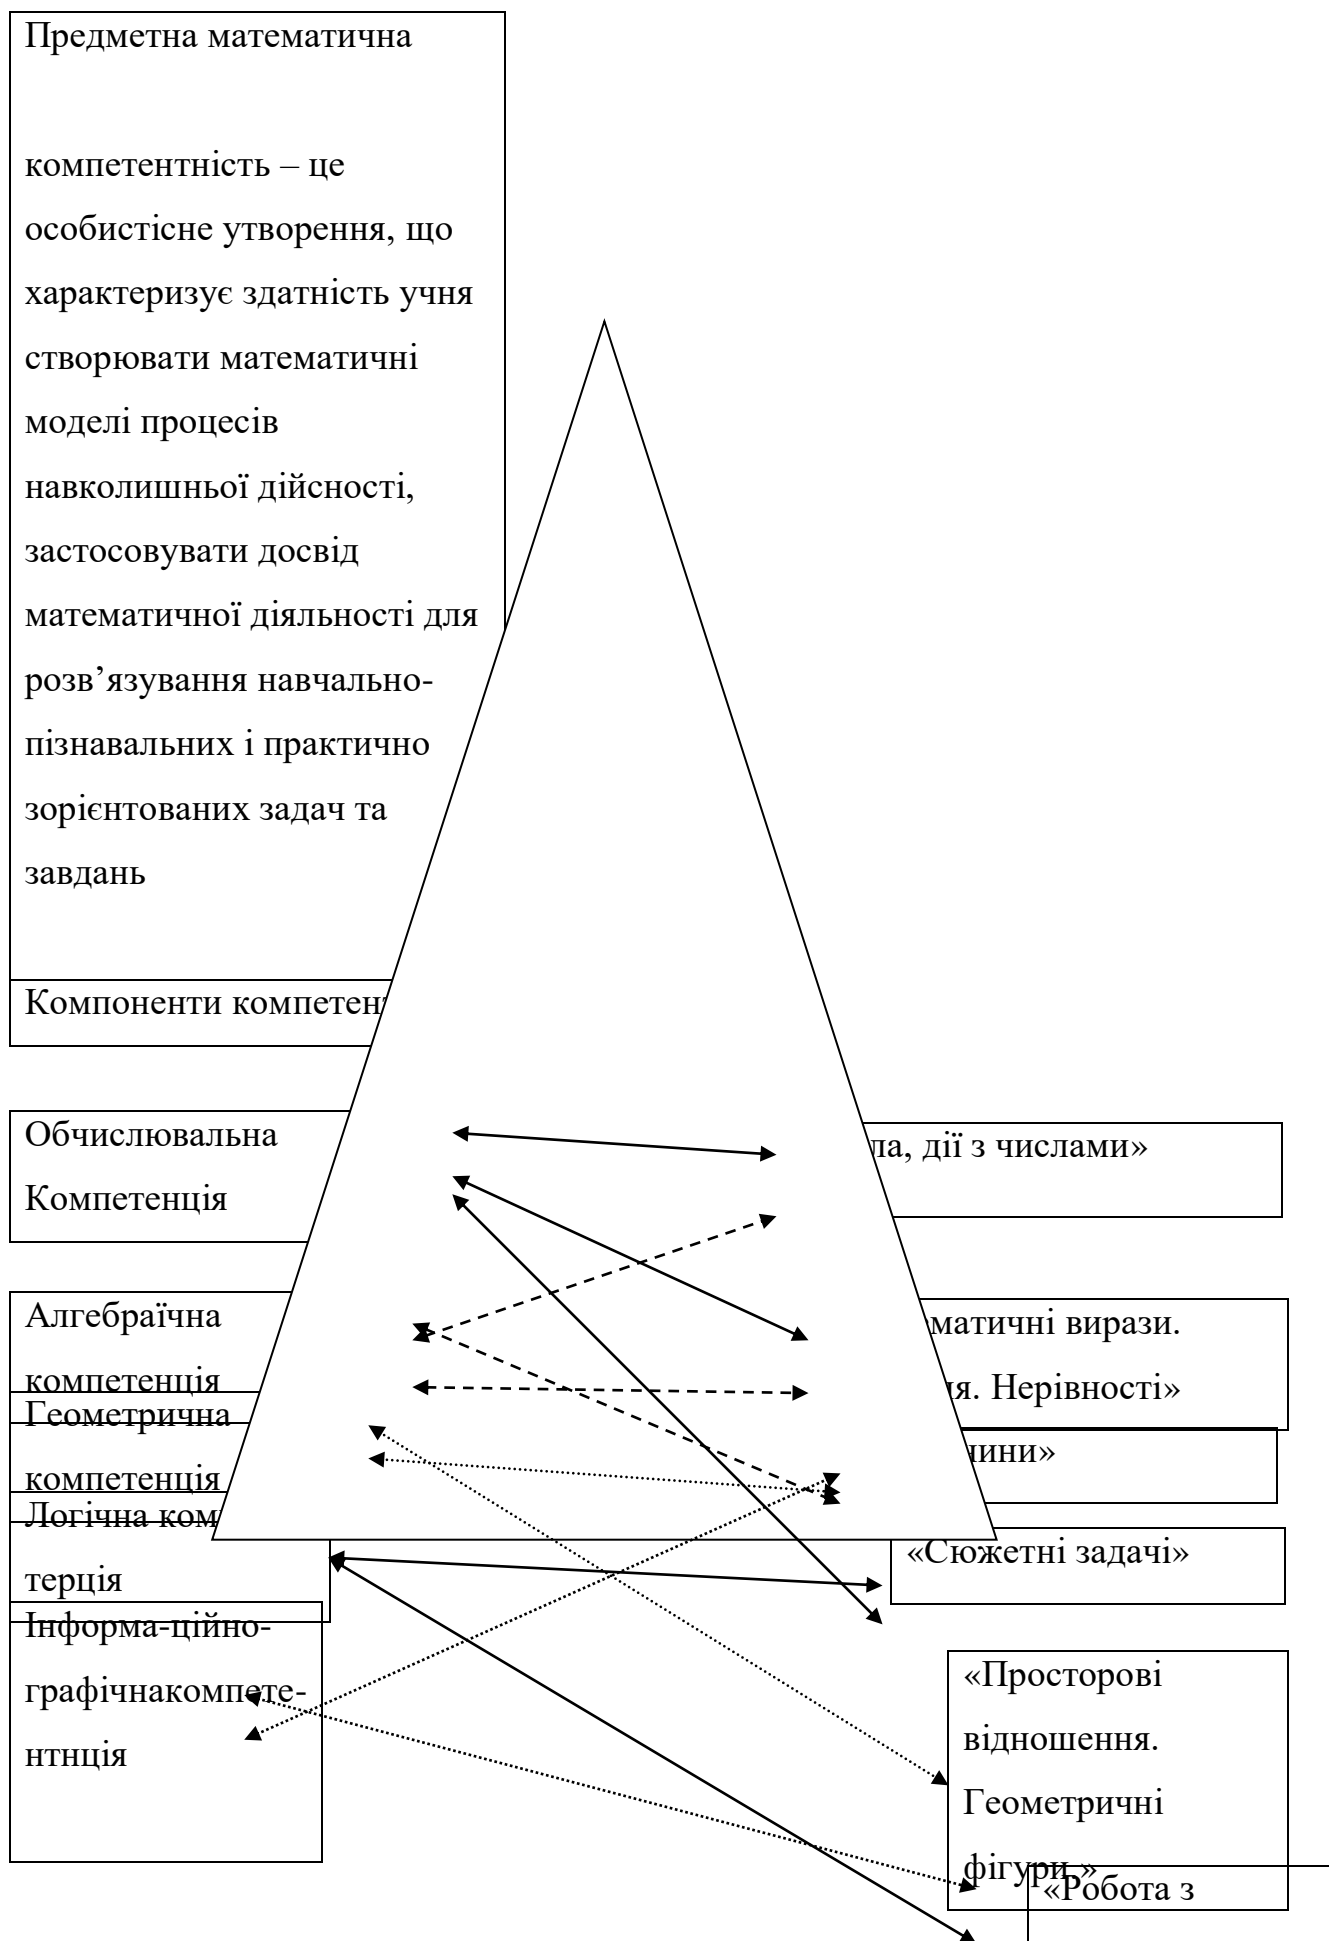 Предметна математична
компетентність – це
особистісне утворення, що
характеризує здатність учня
створювати математичні
моделі процесів
навколишньої дійсності,
застосовувати досвід
математичної діяльності для
розв’язування навчально-
пізнавальних і практично
зорієнтованих задач та
завдань
Компоненти компетент
Обчислювальна
Компетенція
Алгебраїчна
компетенція
Геометрична
компетенція
Логічна ком
терція
Інформа-ційно-
графічнакомпете-
нтнція
ла, дії з числами»
матичні вирази.
ня. Нерівності»
чини»
«Сюжетні задачі»
«Просторові
відношення.
Геометричні
фігури.»
«Робота з